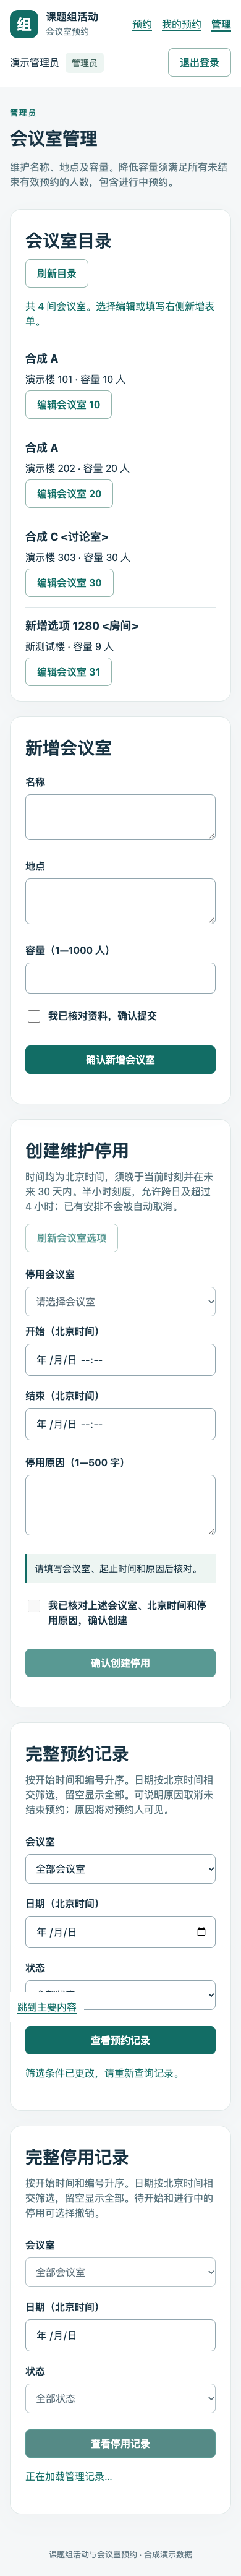 组
课题组活动
会议室预约
预约 我的预约 管理
演示管理员 管理员
退出登录
管理员
会议室管理
维护名称、地点及容量。降低容量须满足所有未结
束有效预约的人数，包含进行中预约。
会议室目录
刷新目录
共 4 间会议室。选择编辑或填写右侧新增表
单。
合成 A
演示楼 101 · 容量 10 人
编辑会议室 10
合成 A
演示楼 202 · 容量 20 人
编辑会议室 20
合成 C <讨论室>
演示楼 303 · 容量 30 人
编辑会议室 30
新增选项 1280 <房间>
新测试楼 · 容量 9 人
编辑会议室 31
新增会议室
名称
地点
容量（1—1000 人）
我已核对资料，确认提交
确认新增会议室
创建维护停用
时间均为北京时间，须晚于当前时刻并在未
来 30 天内。半小时刻度，允许跨日及超过
4 小时；已有安排不会被自动取消。
刷新会议室选项
停用会议室
请选择会议室
开始（北京时间）
年 /月/日 --:--
结束（北京时间）
年 /月/日 --:--
停用原因（1—500 字）
请填写会议室、起止时间和原因后核对。
我已核对上述会议室、北京时间和停
用原因，确认创建
确认创建停用
完整预约记录
按开始时间和编号升序。日期按北京时间相
交筛选，留空显示全部。可说明原因取消未
结束预约；原因将对预约人可见。
会议室
全部会议室
日期（北京时间）
年 /月/日
状态
跳到主要内容
查看预约记录
筛选条件已更改，请重新查询记录。
完整停用记录
按开始时间和编号升序。日期按北京时间相
交筛选，留空显示全部。待开始和进行中的
停用可选择撤销。
会议室
全部会议室
日期（北京时间）
年 /月/日
状态
全部状态
查看停用记录
正在加载管理记录...
课题组活动与会议室预约 · 合成演示数据